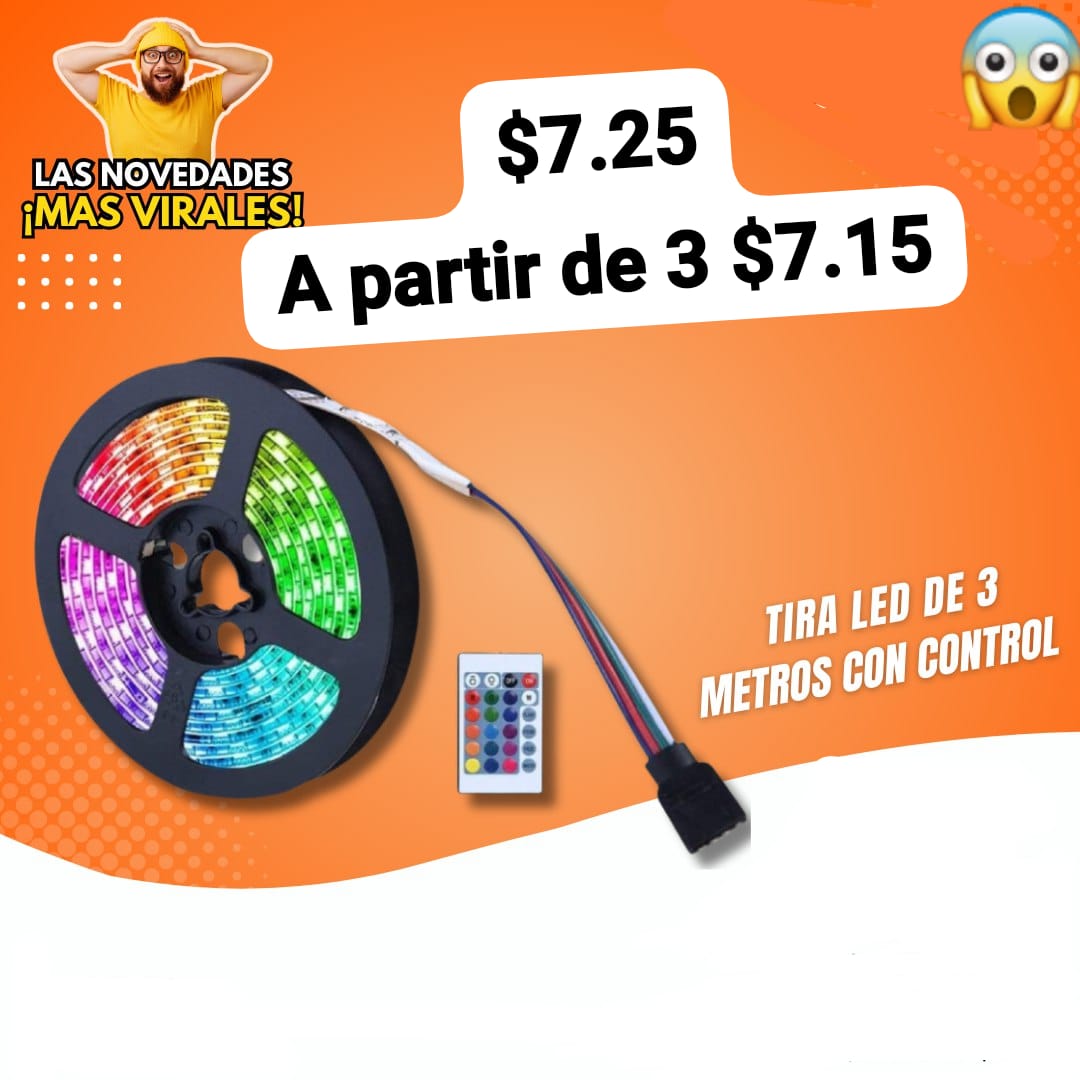 LAS NOVEDADES
¡MAS VIRALES!
$7.25
A partir de 3 $7.15
TIRA LED DE 3
METROS CON CONTROL